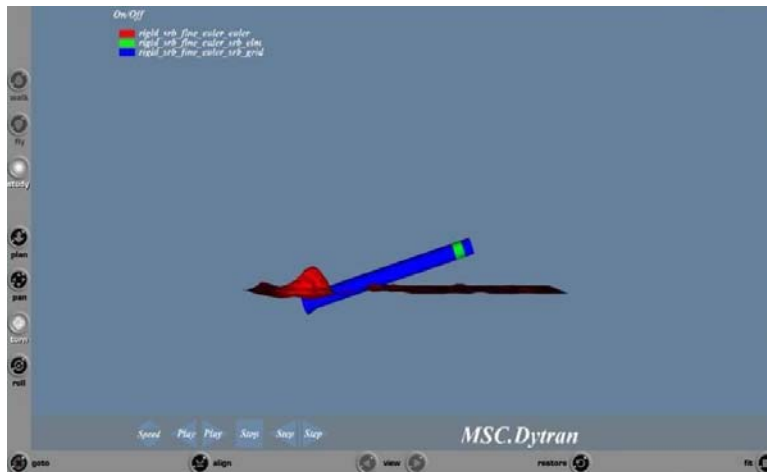 On/Off
rigid_srb_fine_euler_euler
rigid_srb_fine_euler_srb_elm
rigid_srb_fine_euler_srb_grid
walk
fly
study
plan
pan
turn
roll
Speed Play Play Stop Step Step
MSC.Dytran
goto align view restore fit